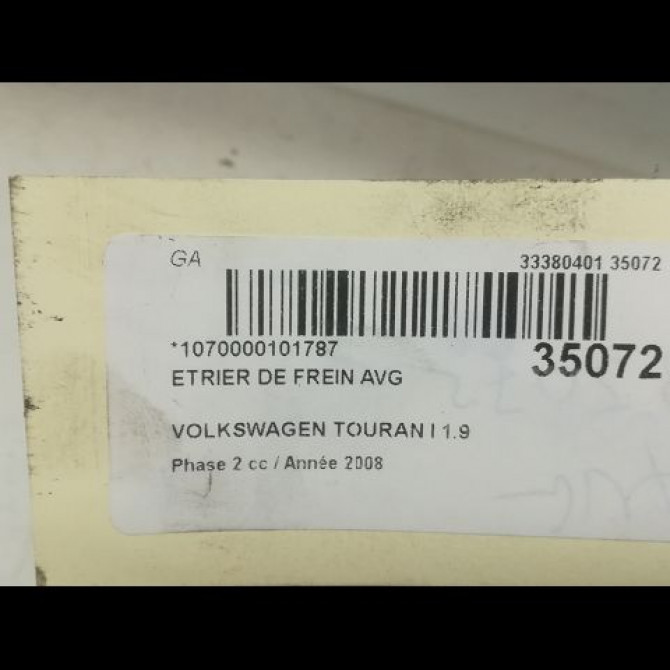 GA 33380401 35072
*1070000101787 35072
ETRIER DE FREIN AVG
VOLKSWAGEN TOURAN I 1.9
Phase 2 cc / Année 2008